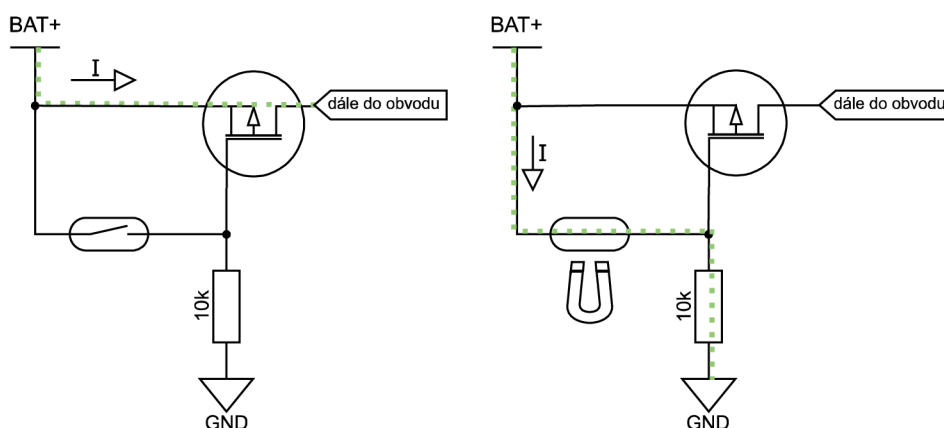 BAT+
I
dále do obvodu
10k
GND
BAT+
I
dále do obvodu
10k
GND